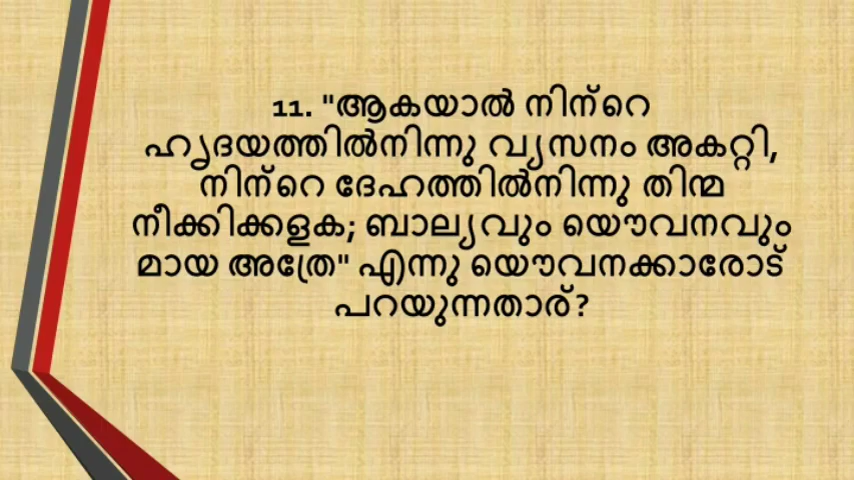 11. "ആകയാൽ നിന്റെ
ഹൃദയത്തിൽനിന്നു വ്യസനം അകറ്റി,
നിന്റെ ദേഹത്തിൽനിന്നു തിന്മ
നീക്കിക്കളക; ബാല്യവും യൌവനവും
മായ അത്രേ" എന്നു യൌവനക്കാരോട്
പറയുന്നതാര്?